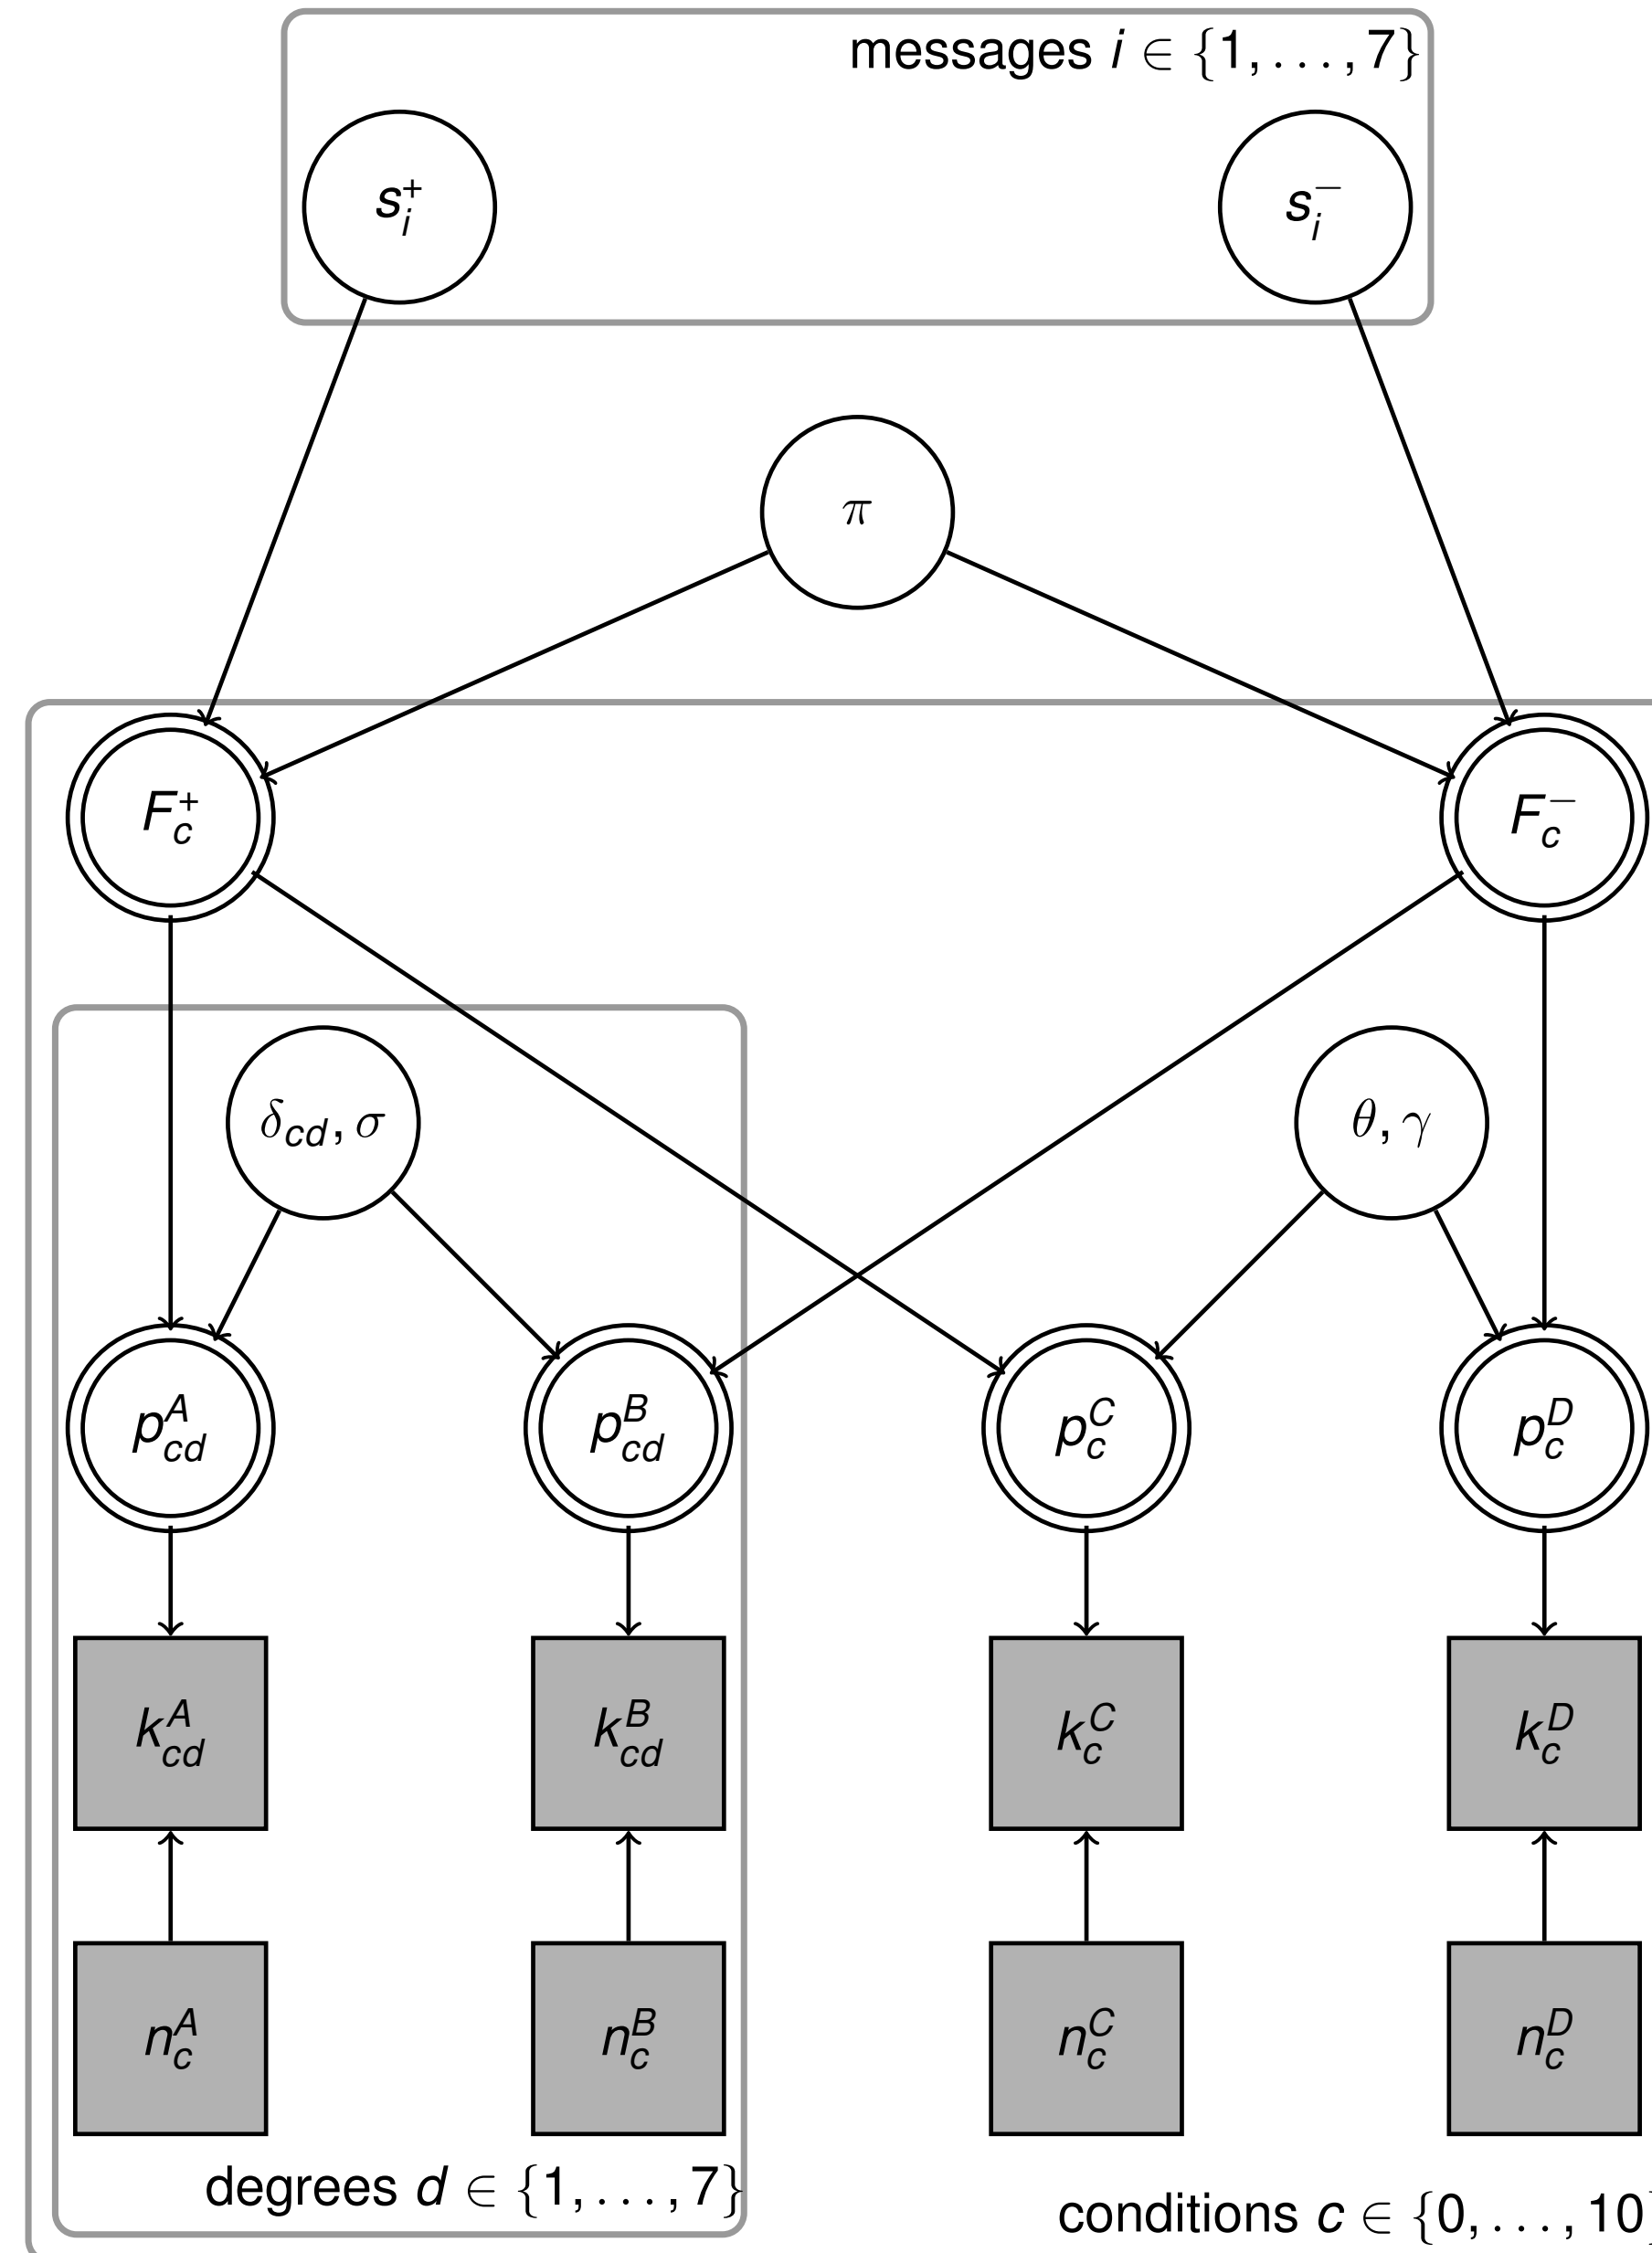 messages i ∈ {1, . . . , 7}
s_i^+
s_i^−
π
F_c^+
F_c^−
δ_cd, σ
θ, γ
p_cd^A
p_cd^B
p_c^C
p_c^D
k_cd^A
k_cd^B
k_c^C
k_c^D
n_c^A
n_c^B
n_c^C
n_c^D
degrees d ∈ {1, . . . , 7}
conditions c ∈ {0, . . . , 10}